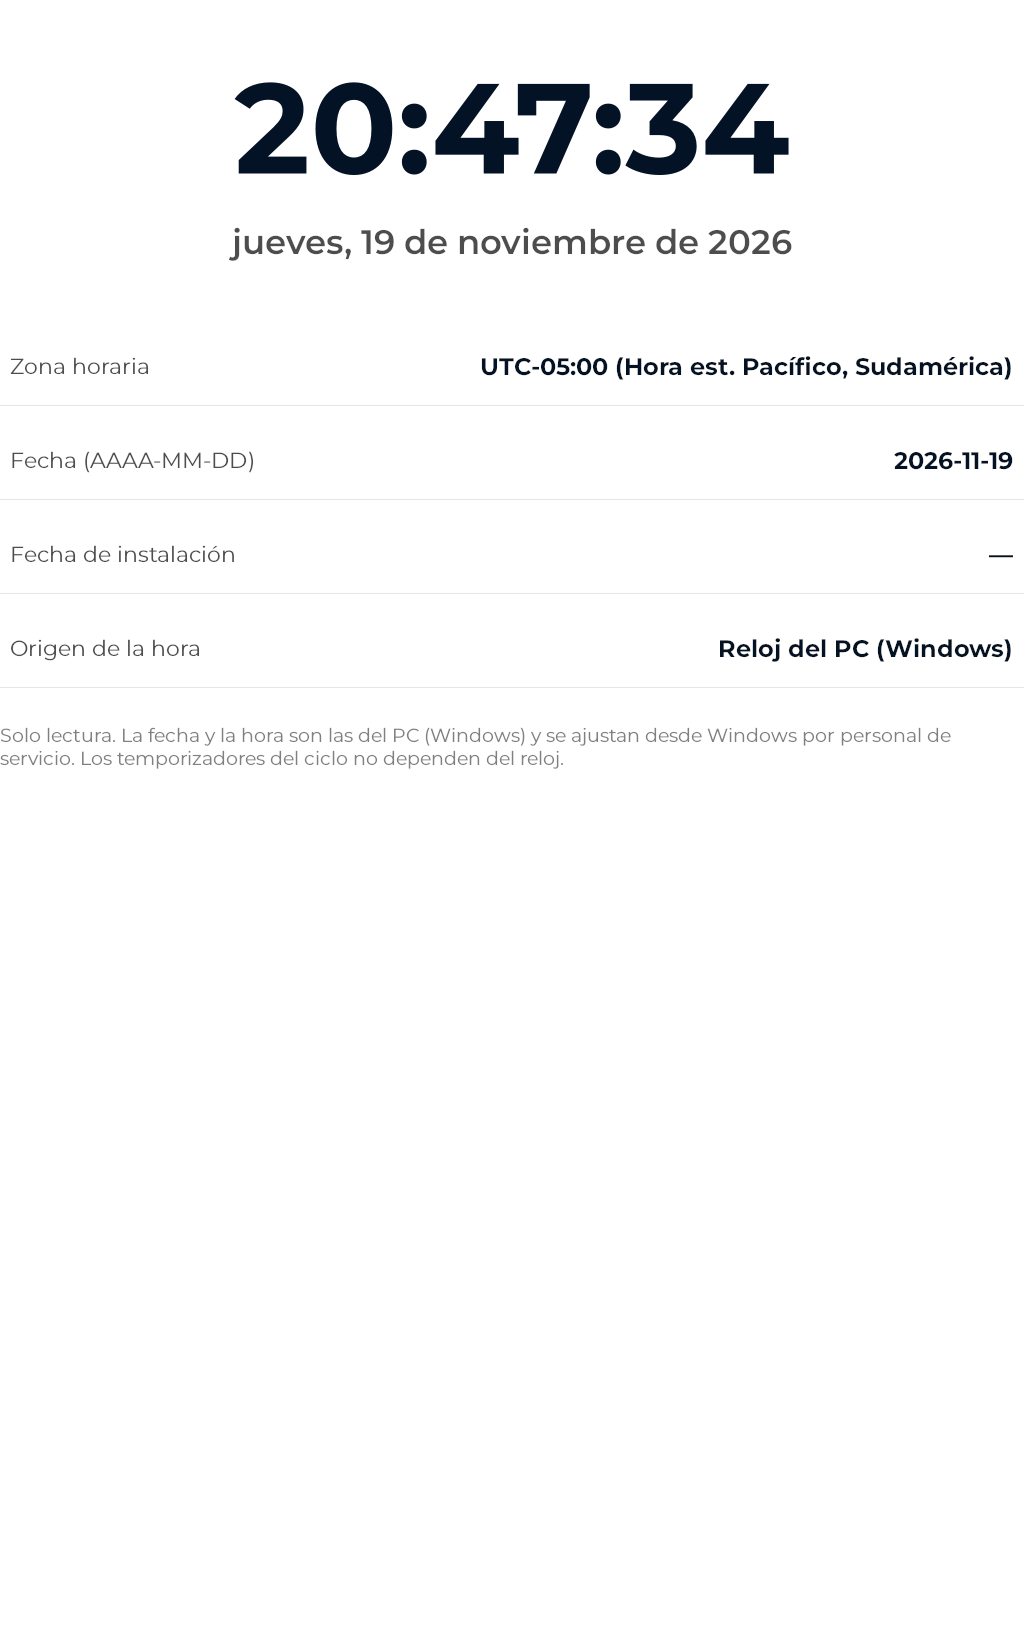 20:47:34
jueves, 19 de noviembre de 2026
Zona horaria
UTC-05:00 (Hora est. Pacífico, Sudamérica)
Fecha (AAAA-MM-DD)
2026-11-19
Fecha de instalación
—
Origen de la hora
Reloj del PC (Windows)
Solo lectura. La fecha y la hora son las del PC (Windows) y se ajustan desde Windows por personal de
servicio. Los temporizadores del ciclo no dependen del reloj.